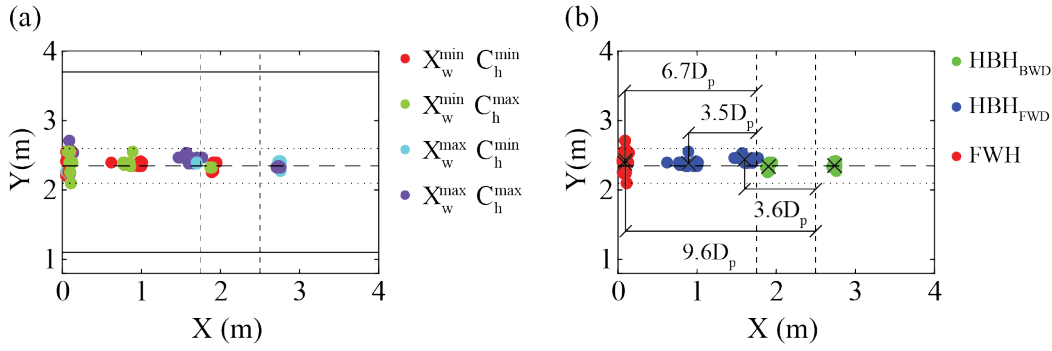 (a)
4
3
2
1
0 1 2 3 4
Y(m)
X (m)
X_w^min C_h^min
X_w^min C_h^max
X_w^max C_h^min
X_w^max C_h^max
(b)
4
3
2
1
0 1 2 3 4
Y(m)
X (m)
6.7D_p
3.5D_p
3.6D_p
9.6D_p
HBH_BWD
HBH_FWD
FWH